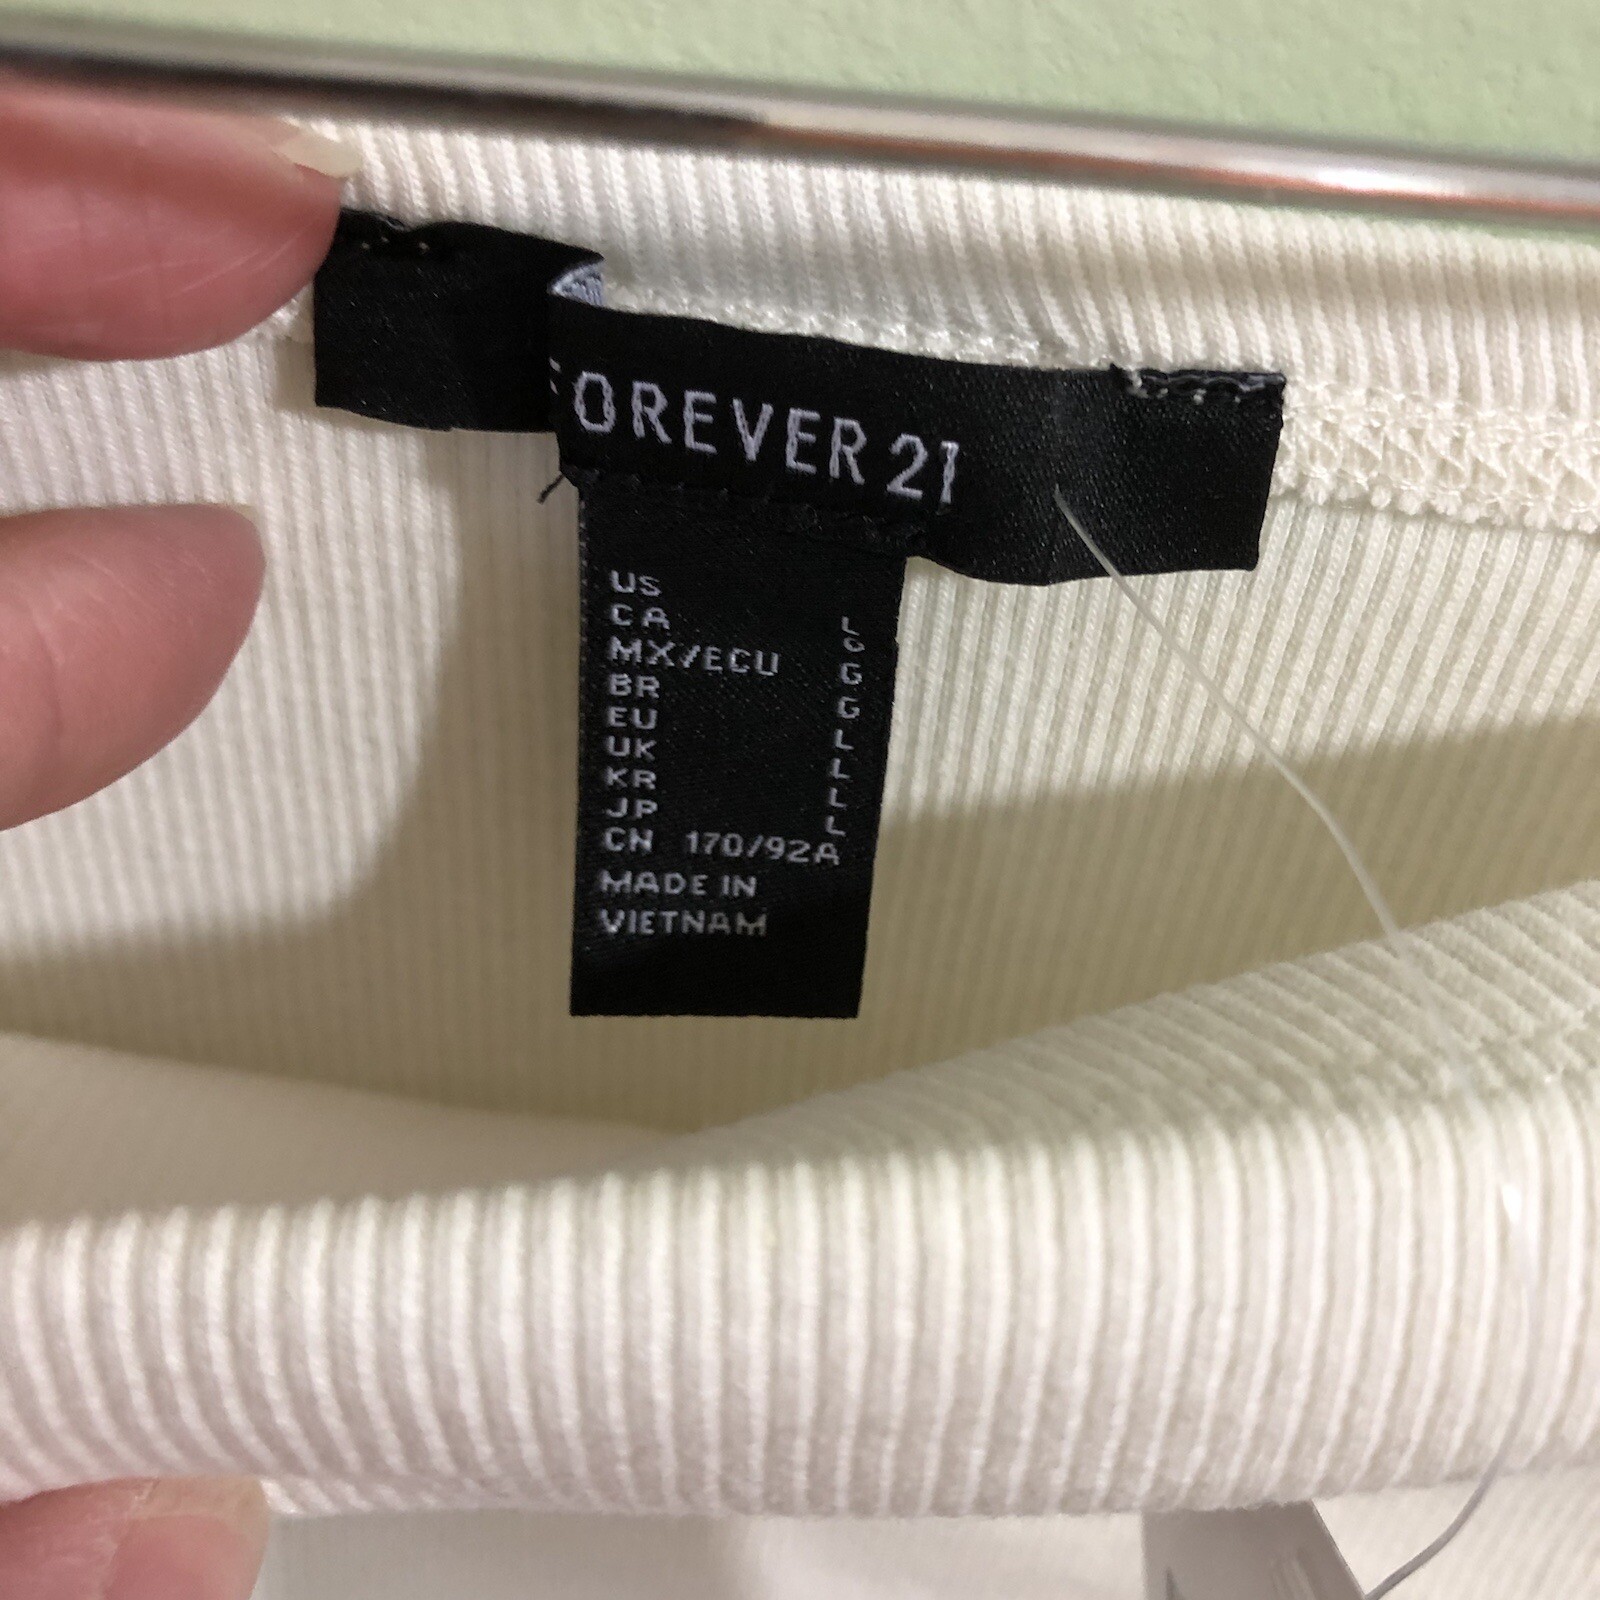 FOREVER 21
US L
CA
MX/ECU G
BR G
EU L
UK L
KR L
JP L
CN 170/92A
MADE IN
VIETNAM